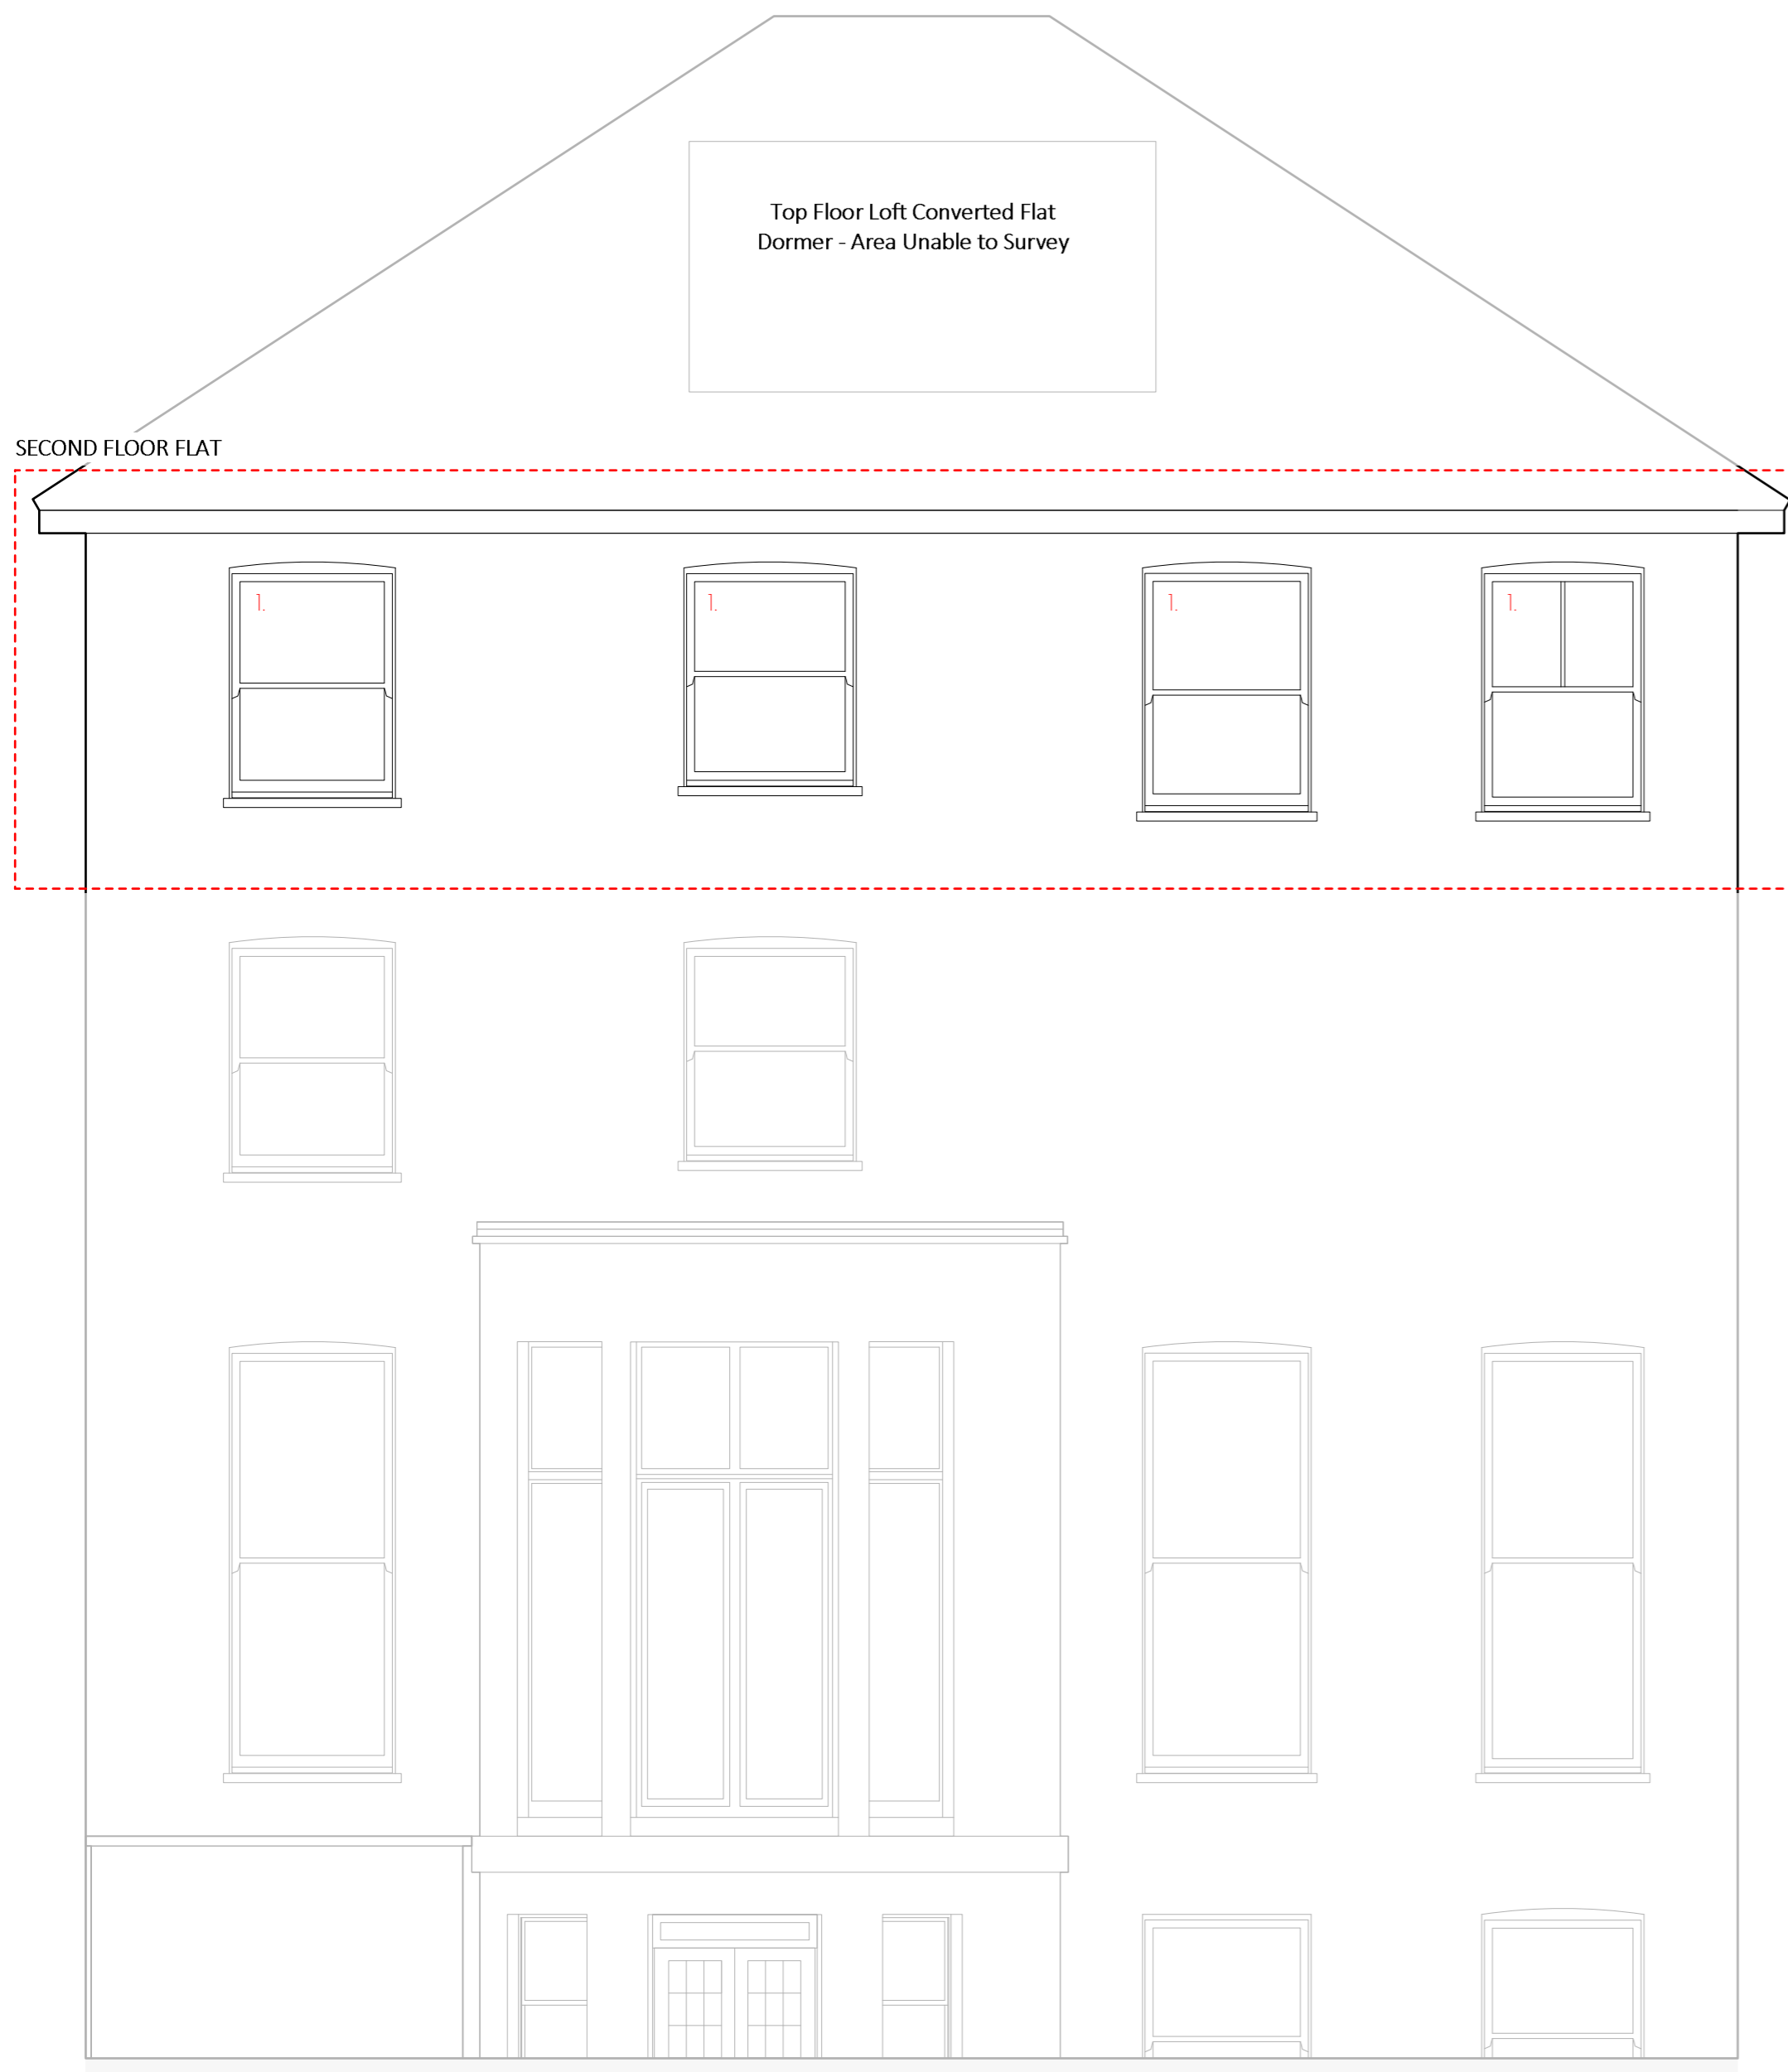 Top Floor Loft Converted Flat
Dormer - Area Unable to Survey
SECOND FLOOR FLAT
1.
1.
1.
1.